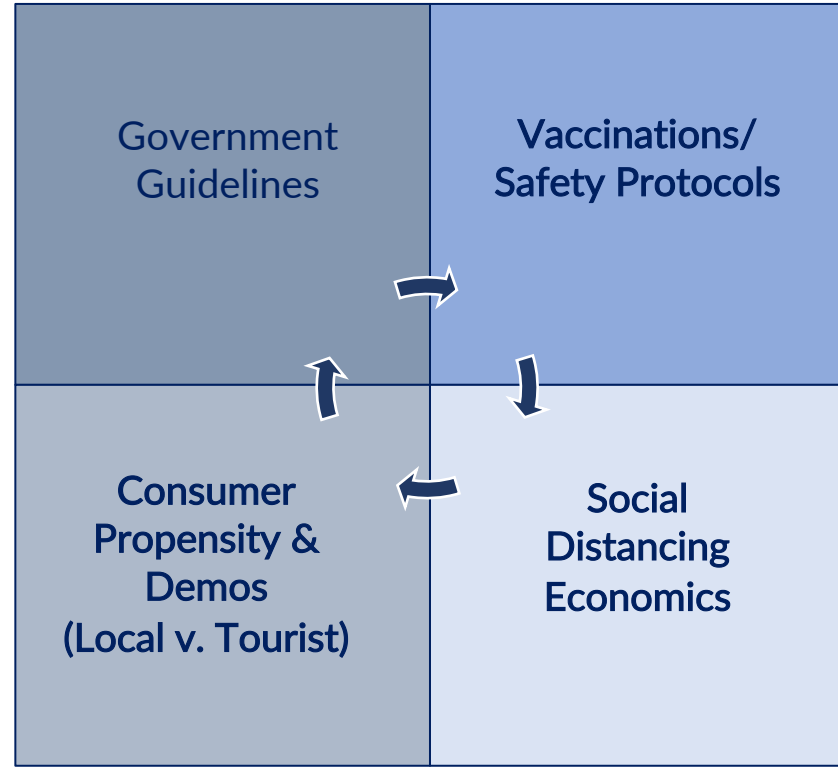 Government
Guidelines
Vaccinations/
Safety Protocols
Consumer
Propensity &
Demos
(Local v. Tourist)
Social
Distancing
Economics